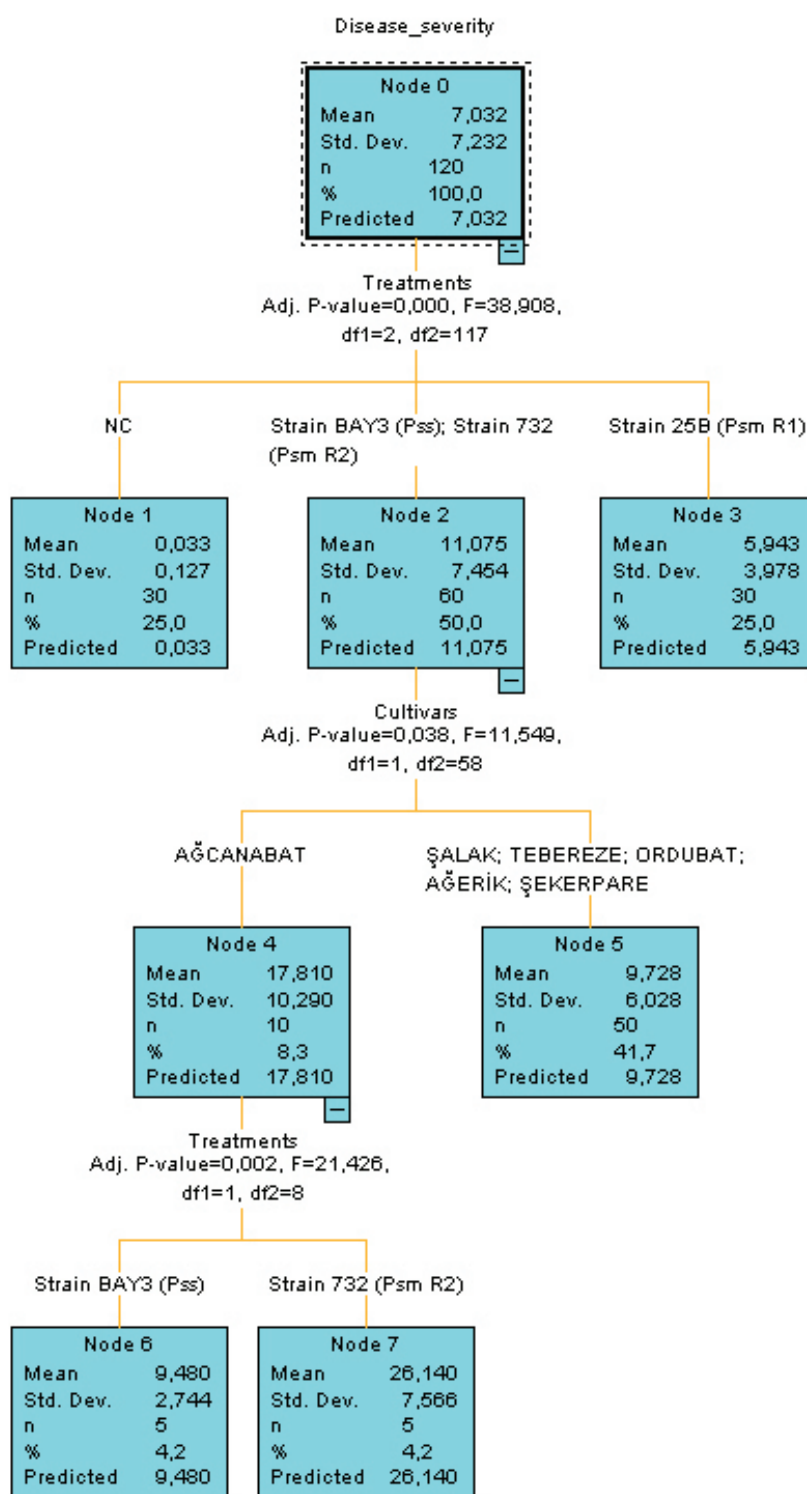 Disease_severity
Node 0
Mean 7,032
Std. Dev. 7,232
n 120
% 100,0
Predicted 7,032
Treatments
Adj. P-value=0,000, F=38,908,
df1=2, df2=117
NC
Strain BAY3 (Pss); Strain 732
(Psm R2)
Strain 25B (Psm R1)
Node 1
Mean 0,033
Std. Dev. 0,127
n 30
% 25,0
Predicted 0,033
Node 2
Mean 11,075
Std. Dev. 7,454
n 60
% 50,0
Predicted 11,075
Node 3
Mean 5,943
Std. Dev. 3,978
n 30
% 25,0
Predicted 5,943
Cultivars
Adj. P-value=0,038, F=11,549,
df1=1, df2=58
AĞCANABAT
ŞALAK; TEBEREZE; ORDUBAT;
AĞERİK; ŞEKERPARE
Node 4
Mean 17,810
Std. Dev. 10,290
n 10
% 8,3
Predicted 17,810
Node 5
Mean 9,728
Std. Dev. 6,028
n 50
% 41,7
Predicted 9,728
Treatments
Adj. P-value=0,002, F=21,426,
df1=1, df2=8
Strain BAY3 (Pss)
Strain 732 (Psm R2)
Node 6
Mean 9,480
Std. Dev. 2,744
n 5
% 4,2
Predicted 9,480
Node 7
Mean 26,140
Std. Dev. 7,566
n 5
% 4,2
Predicted 26,140